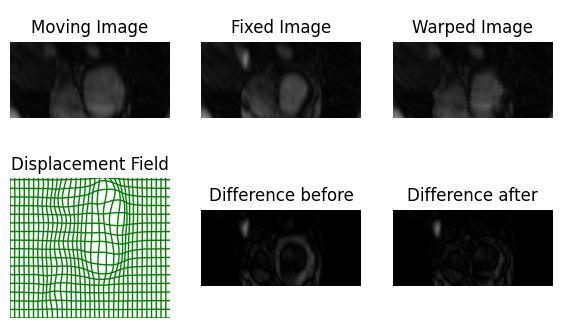 Moving Image
Fixed Image
Warped Image
Displacement Field
Difference before
Difference after